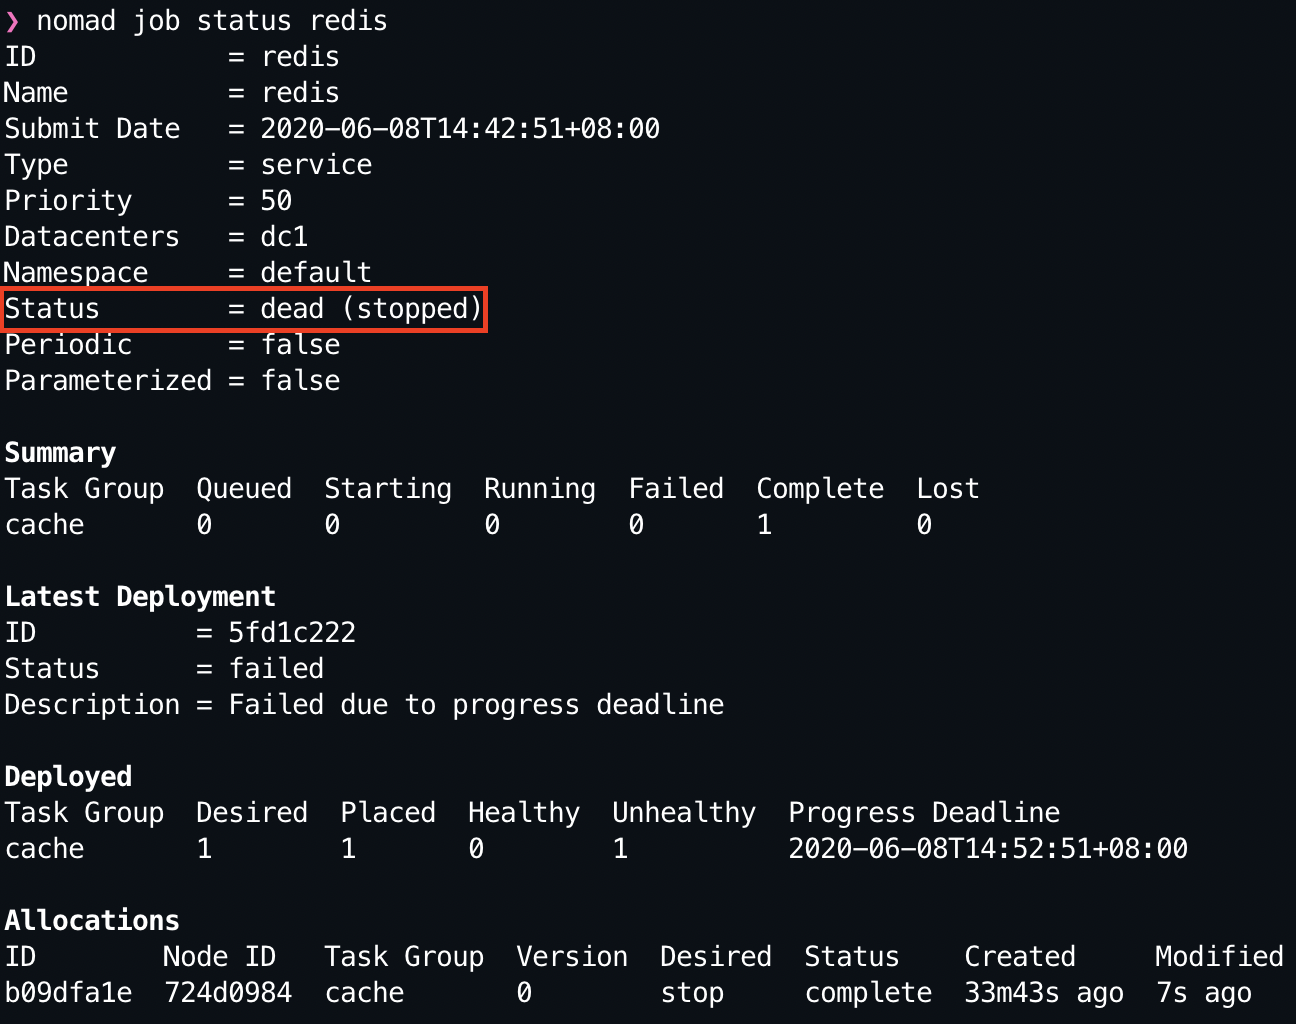 ❯ nomad job status redis
ID            = redis
Name          = redis
Submit Date   = 2020-06-08T14:42:51+08:00
Type          = service
Priority      = 50
Datacenters   = dc1
Namespace     = default
Status        = dead (stopped)
Periodic      = false
Parameterized = false

Summary
Task Group  Queued  Starting  Running  Failed  Complete  Lost
cache       0       0         0        0       1         0

Latest Deployment
ID          = 5fd1c222
Status      = failed
Description = Failed due to progress deadline

Deployed
Task Group  Desired  Placed  Healthy  Unhealthy  Progress Deadline
cache       1        1       0        1          2020-06-08T14:52:51+08:00

Allocations
ID        Node ID   Task Group  Version  Desired  Status    Created     Modified
b09dfa1e  724d0984  cache       0        stop     complete  33m43s ago  7s ago